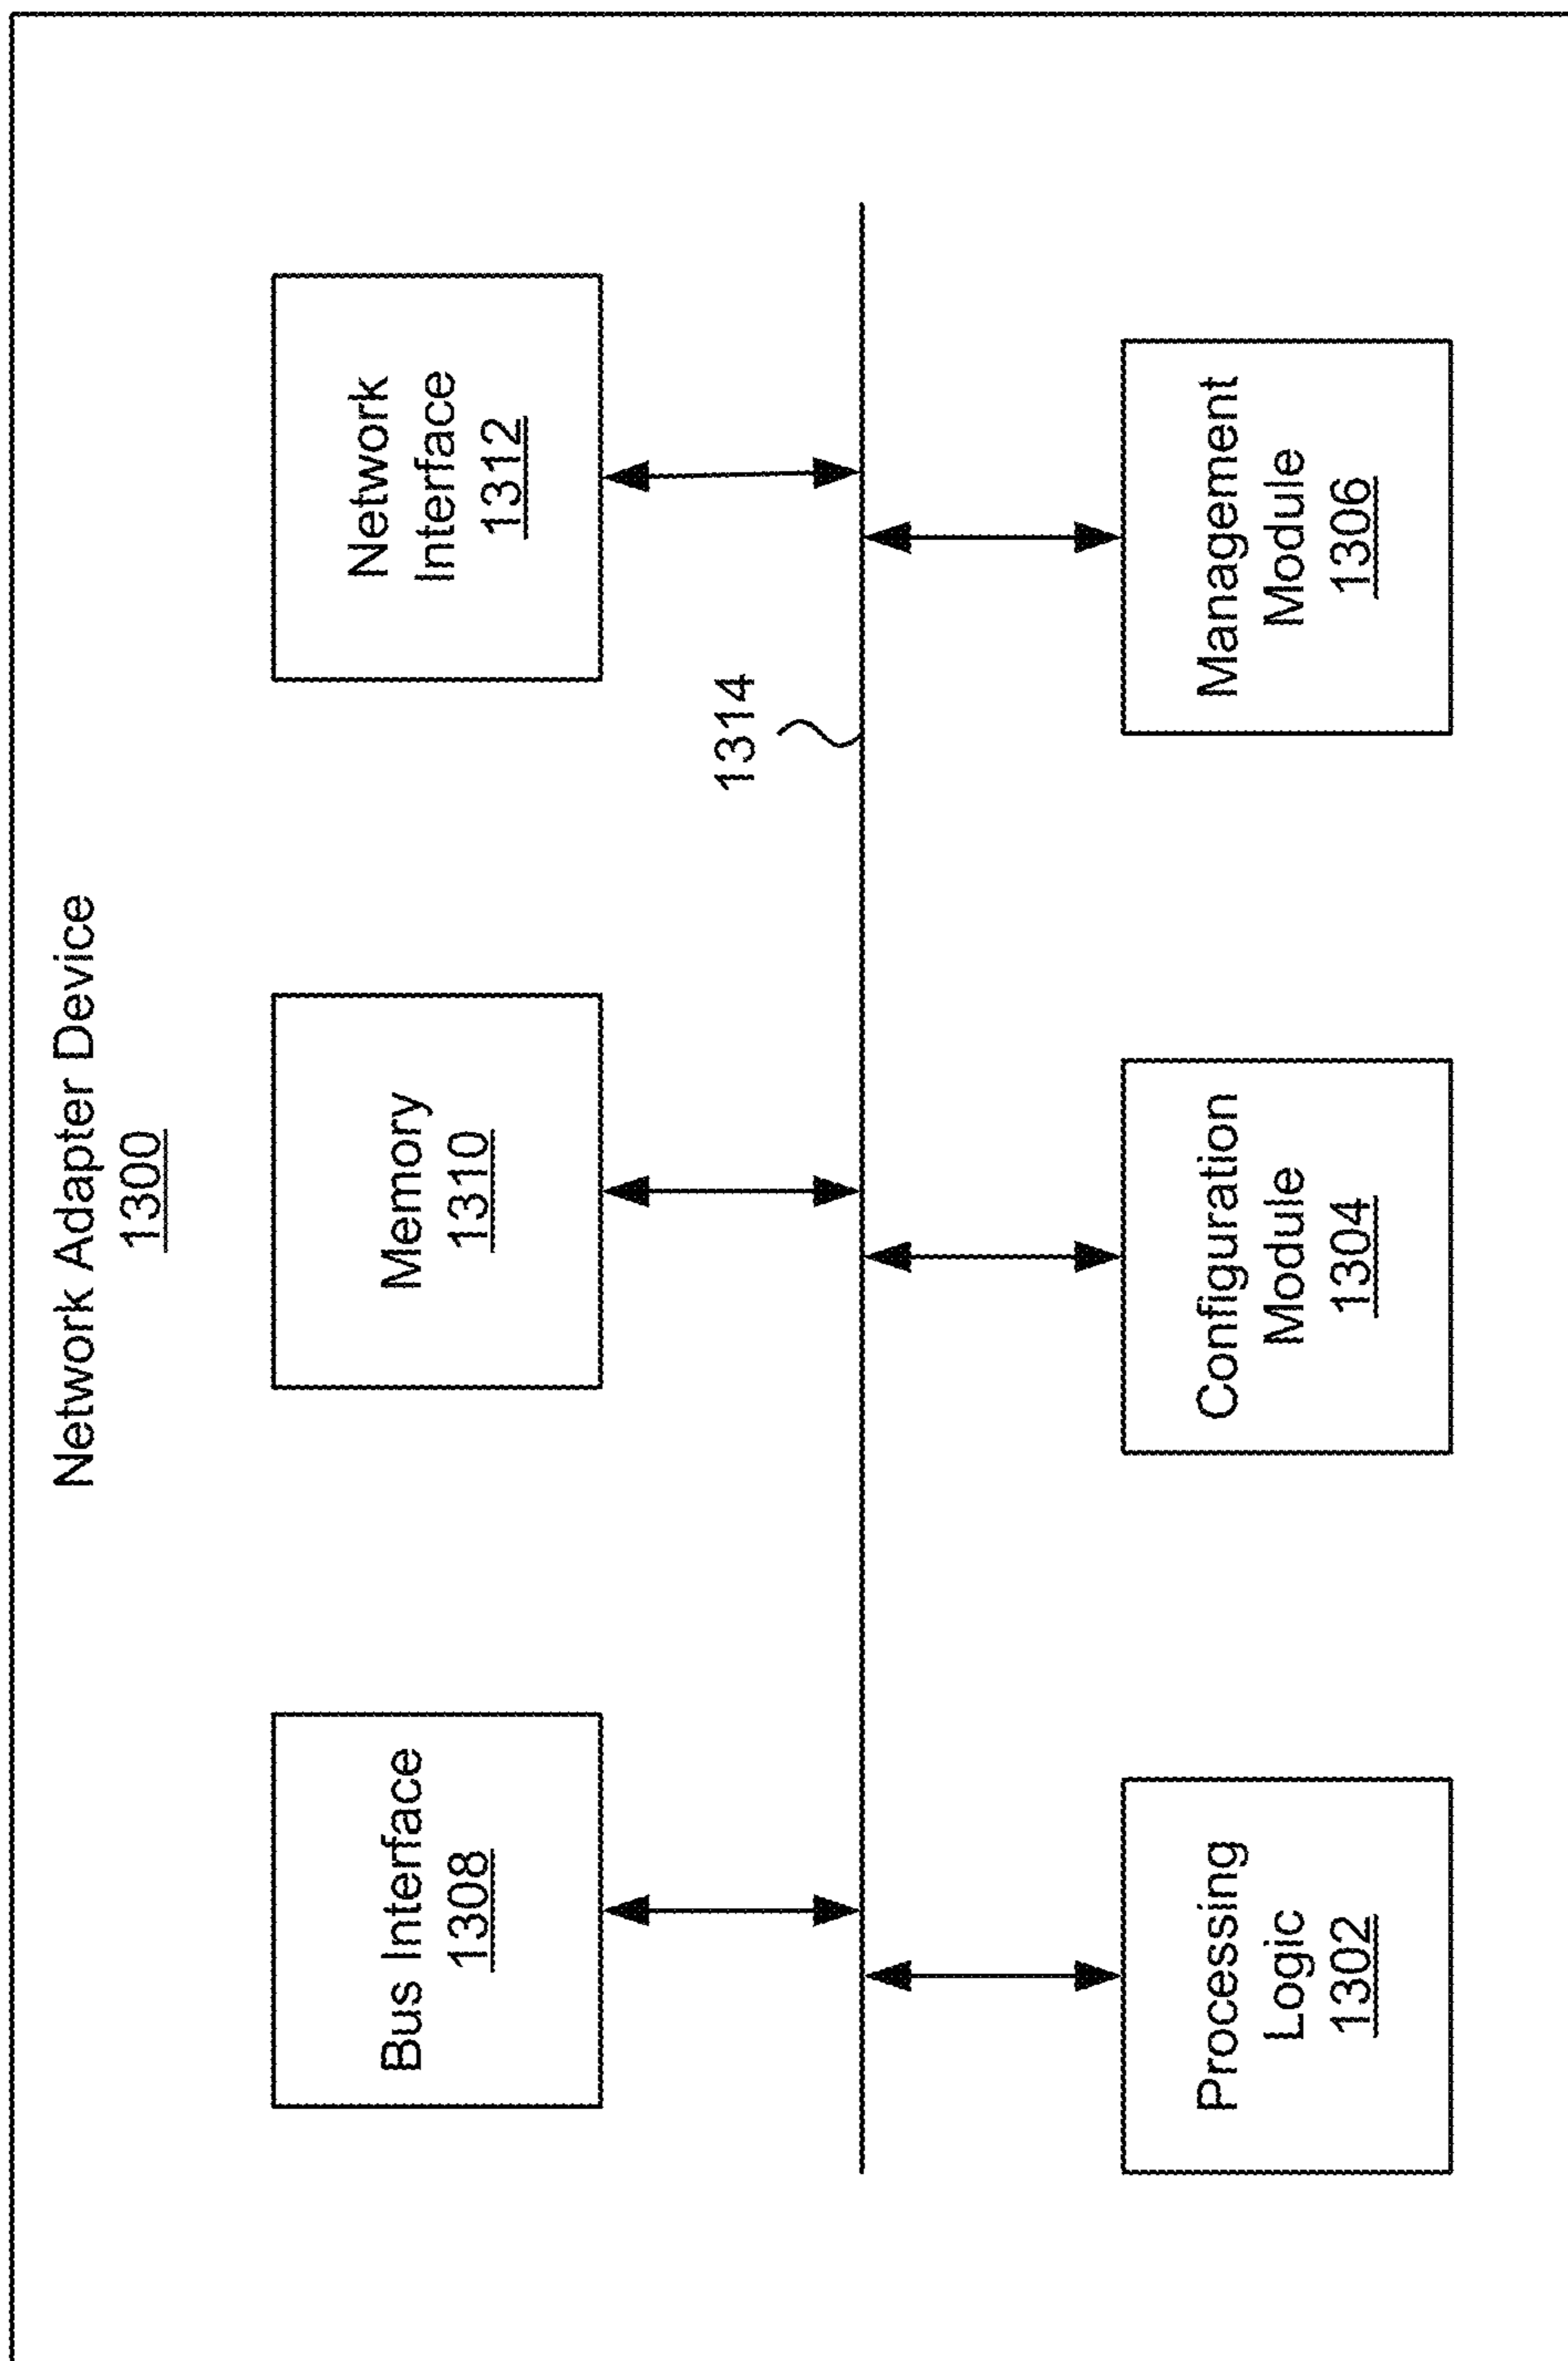 Network Adapter Device
1300
Bus Interface
1308
Memory
1310
Network
Interface
1312
1314
Processing
Logic
1302
Configuration
Module
1304
Management
Module
1306